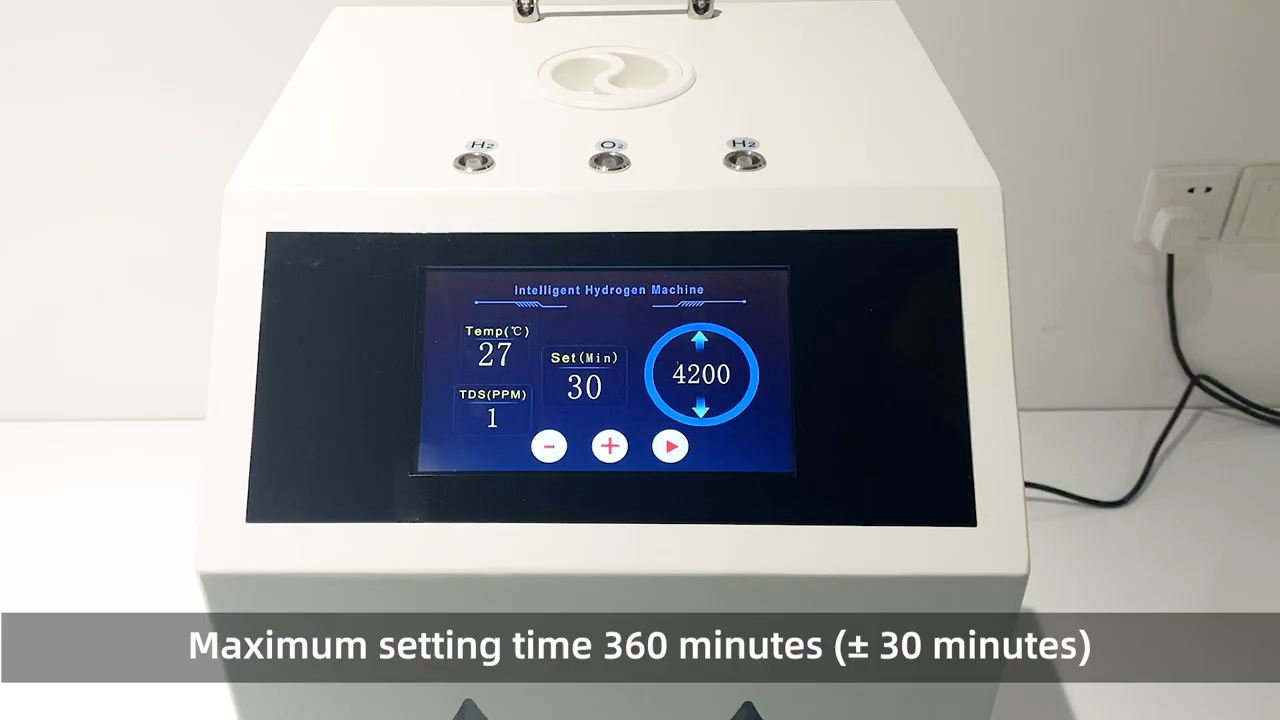 H₂ O₂ H₂
Intelligent Hydrogen Machine
Temp(℃)
27
Set(Min)
30
4200
TDS(PPM)
1
Maximum setting time 360 minutes (± 30 minutes)